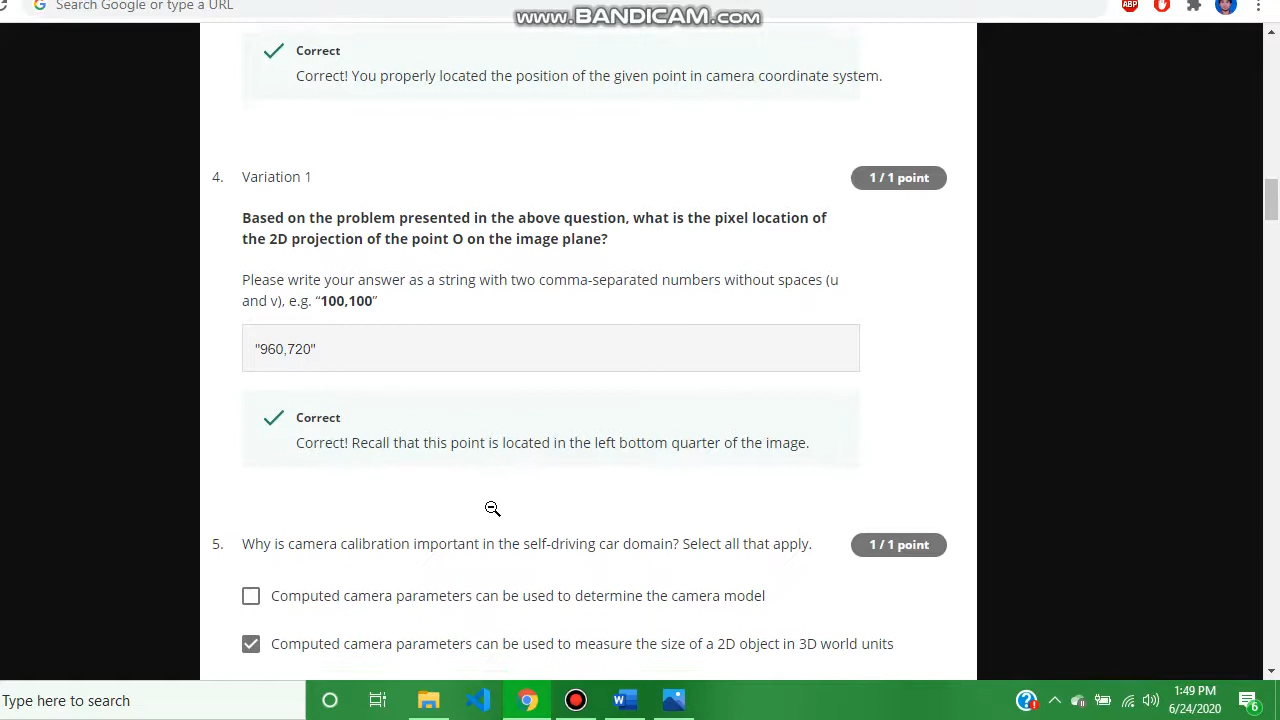 Search Google or type a URL
www.BANDICAM.com
ABP
Correct
Correct! You properly located the position of the given point in camera coordinate system.
4. Variation 1
1 / 1 point
Based on the problem presented in the above question, what is the pixel location of
the 2D projection of the point O on the image plane?
Please write your answer as a string with two comma-separated numbers without spaces (u
and v), e.g. “100,100”
"960,720"
Correct
Correct! Recall that this point is located in the left bottom quarter of the image.
5. Why is camera calibration important in the self-driving car domain? Select all that apply.
1 / 1 point
Computed camera parameters can be used to determine the camera model
Computed camera parameters can be used to measure the size of a 2D object in 3D world units
Type here to search
1:49 PM
6/24/2020
6